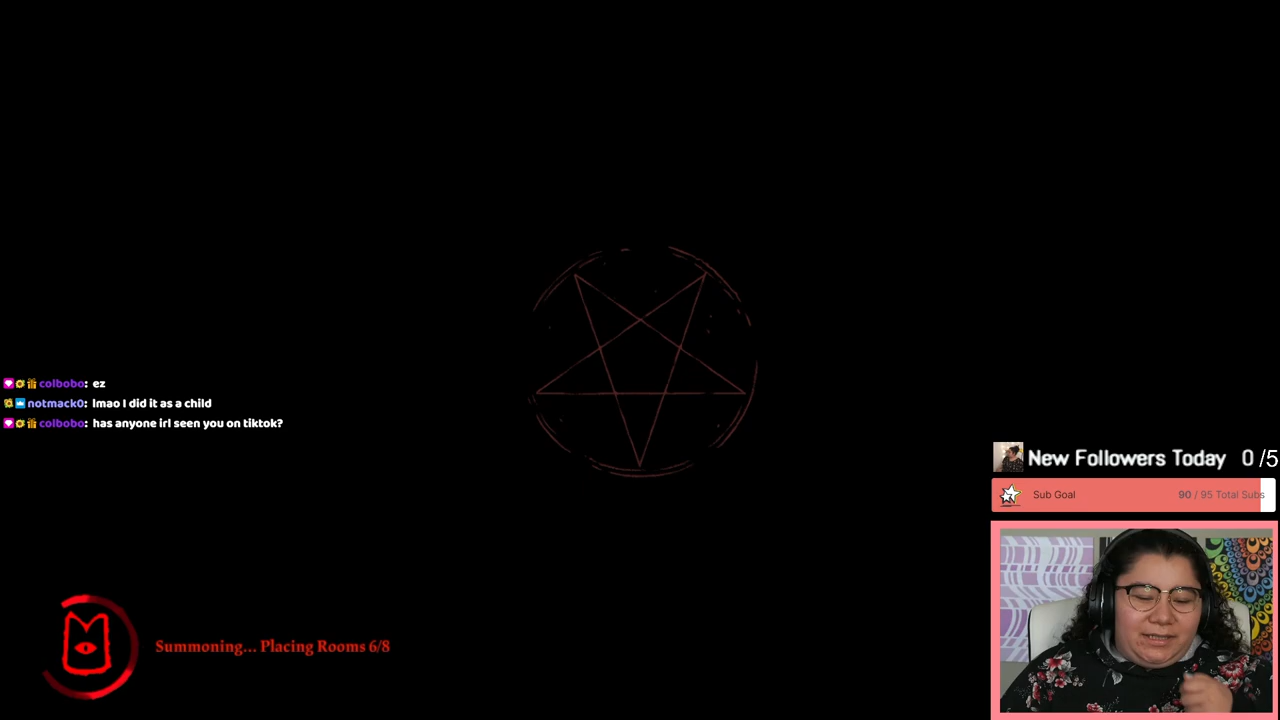 colbobo: ez
notmack0: lmao I did it as a child
colbobo: has anyone irl seen you on tiktok?
New Followers Today 0 /5
Sub Goal 90 / 95 Total Subs
Summoning... Placing Rooms 6/8